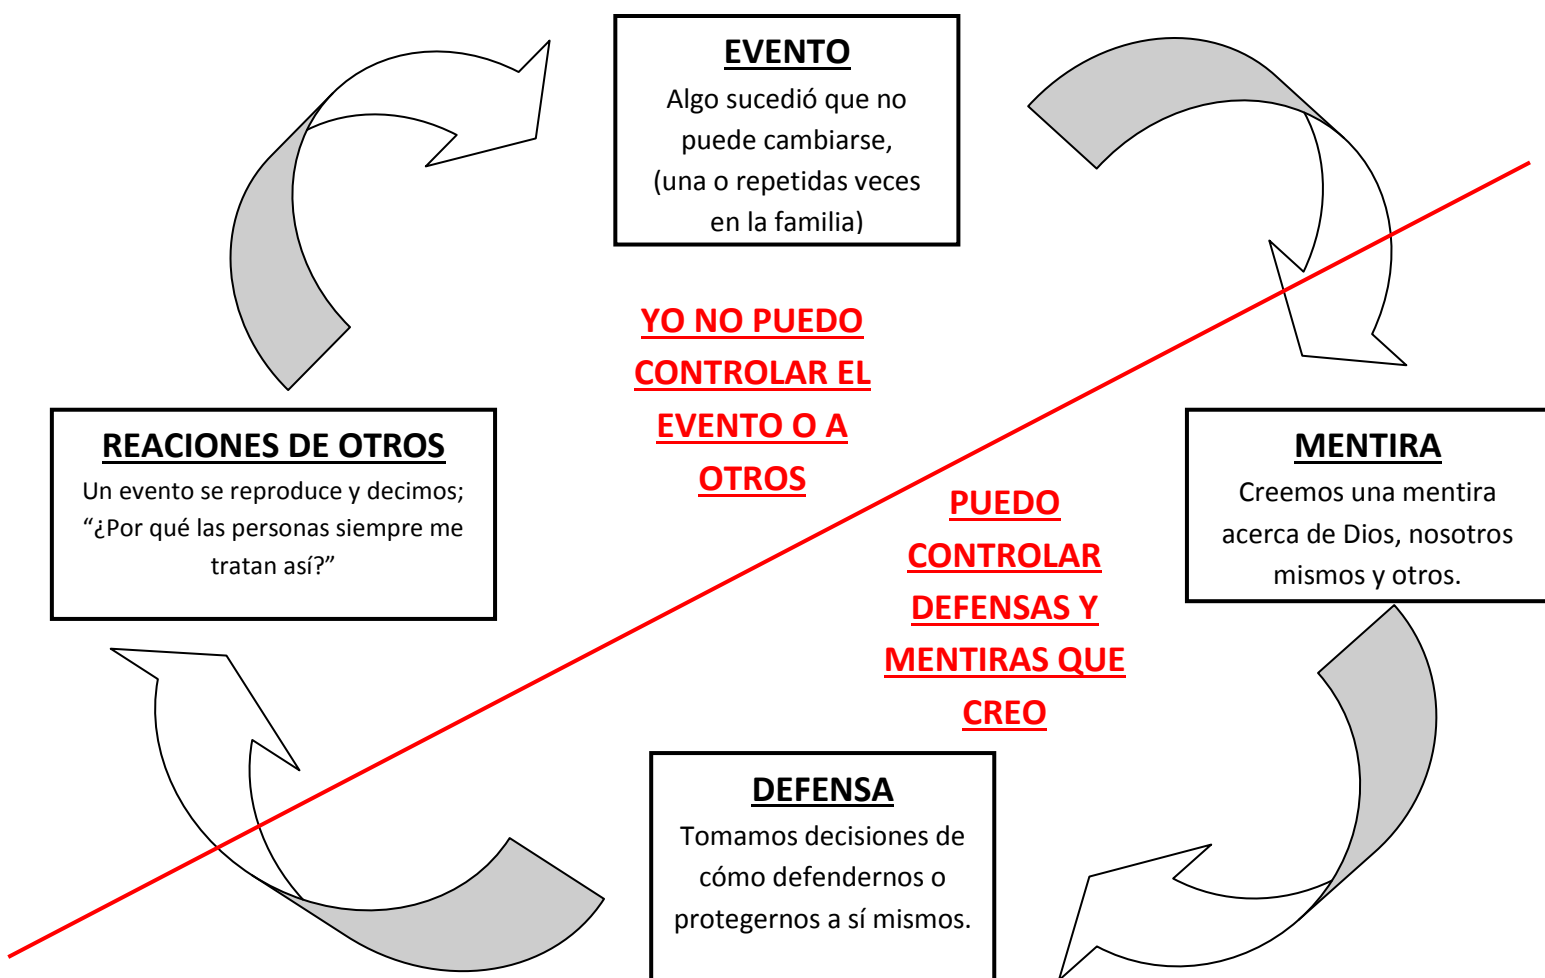 EVENTO
Algo sucedió que no
puede cambiarse,
(una o repetidas veces
en la familia)
YO NO PUEDO
CONTROLAR EL
EVENTO O A
OTROS
REACIONES DE OTROS
Un evento se reproduce y decimos;
“¿Por qué las personas siempre me
tratan así?”
MENTIRA
Creemos una mentira
acerca de Dios, nosotros
mismos y otros.
PUEDO
CONTROLAR
DEFENSAS Y
MENTIRAS QUE
CREO
DEFENSA
Tomamos decisiones de
cómo defendernos o
protegernos a sí mismos.